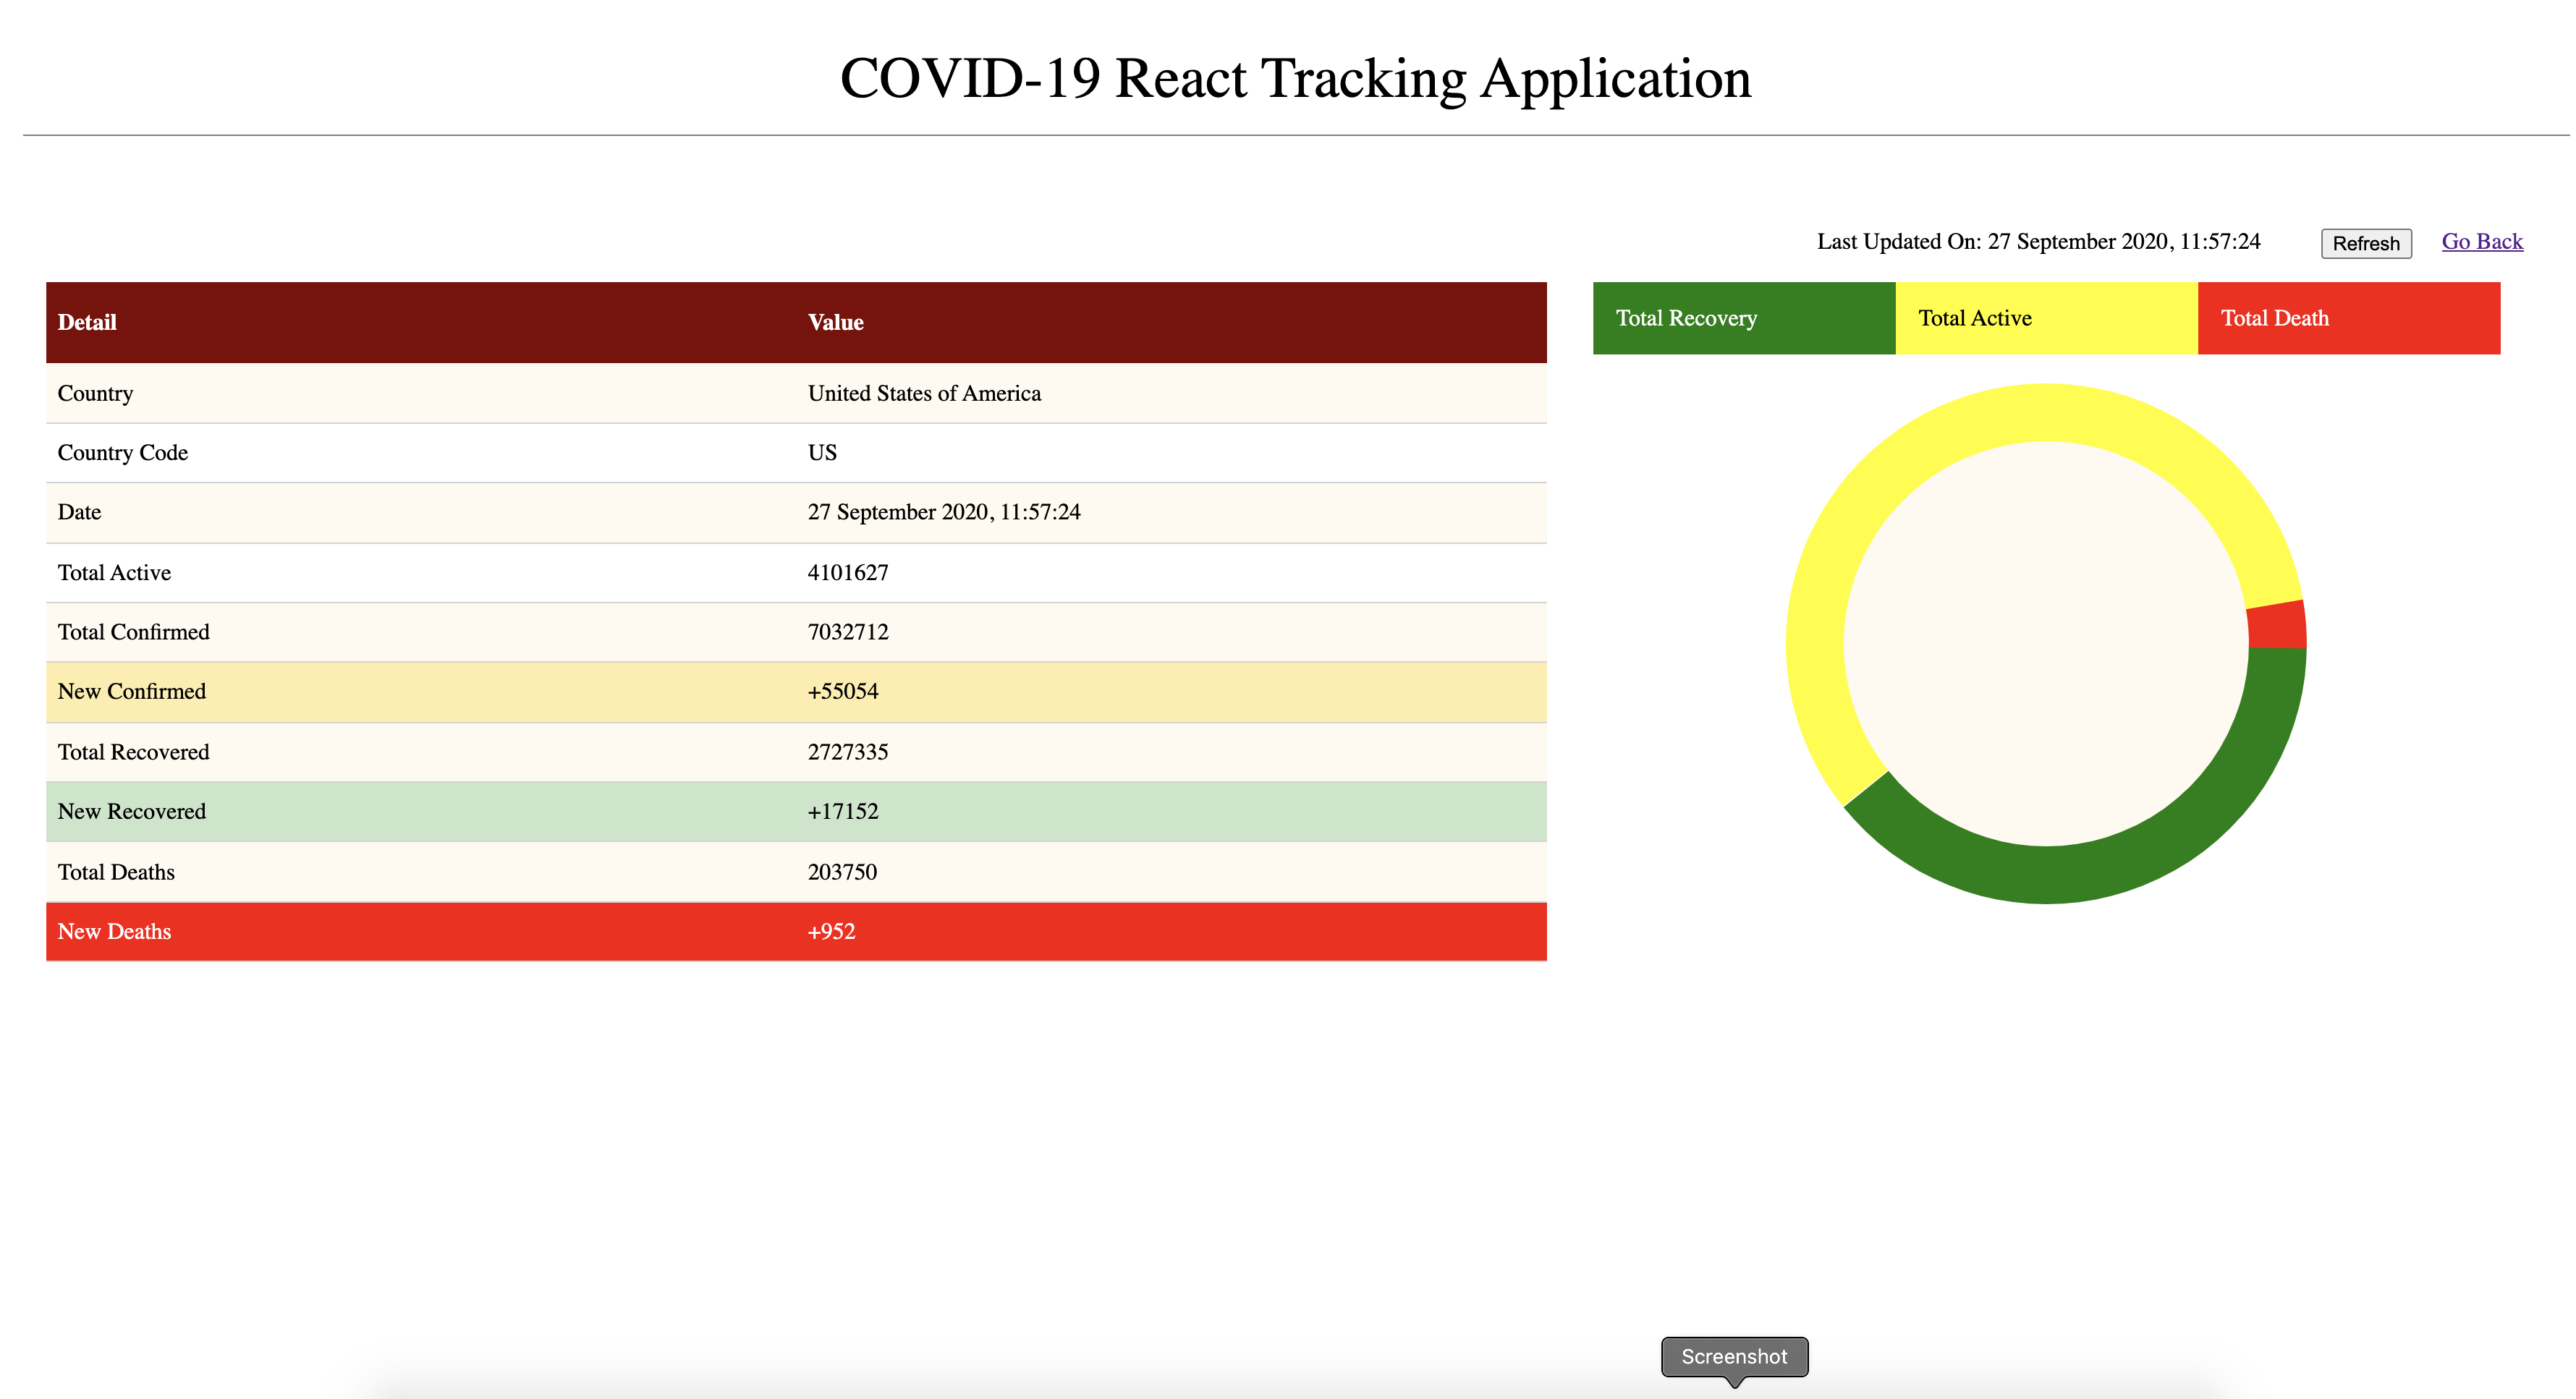 COVID-19 React Tracking Application
Last Updated On: 27 September 2020, 11:57:24 Refresh Go Back
Detail Value
Country United States of America
Country Code US
Date 27 September 2020, 11:57:24
Total Active 4101627
Total Confirmed 7032712
New Confirmed +55054
Total Recovered 2727335
New Recovered +17152
Total Deaths 203750
New Deaths +952
Total Recovery Total Active Total Death
Screenshot